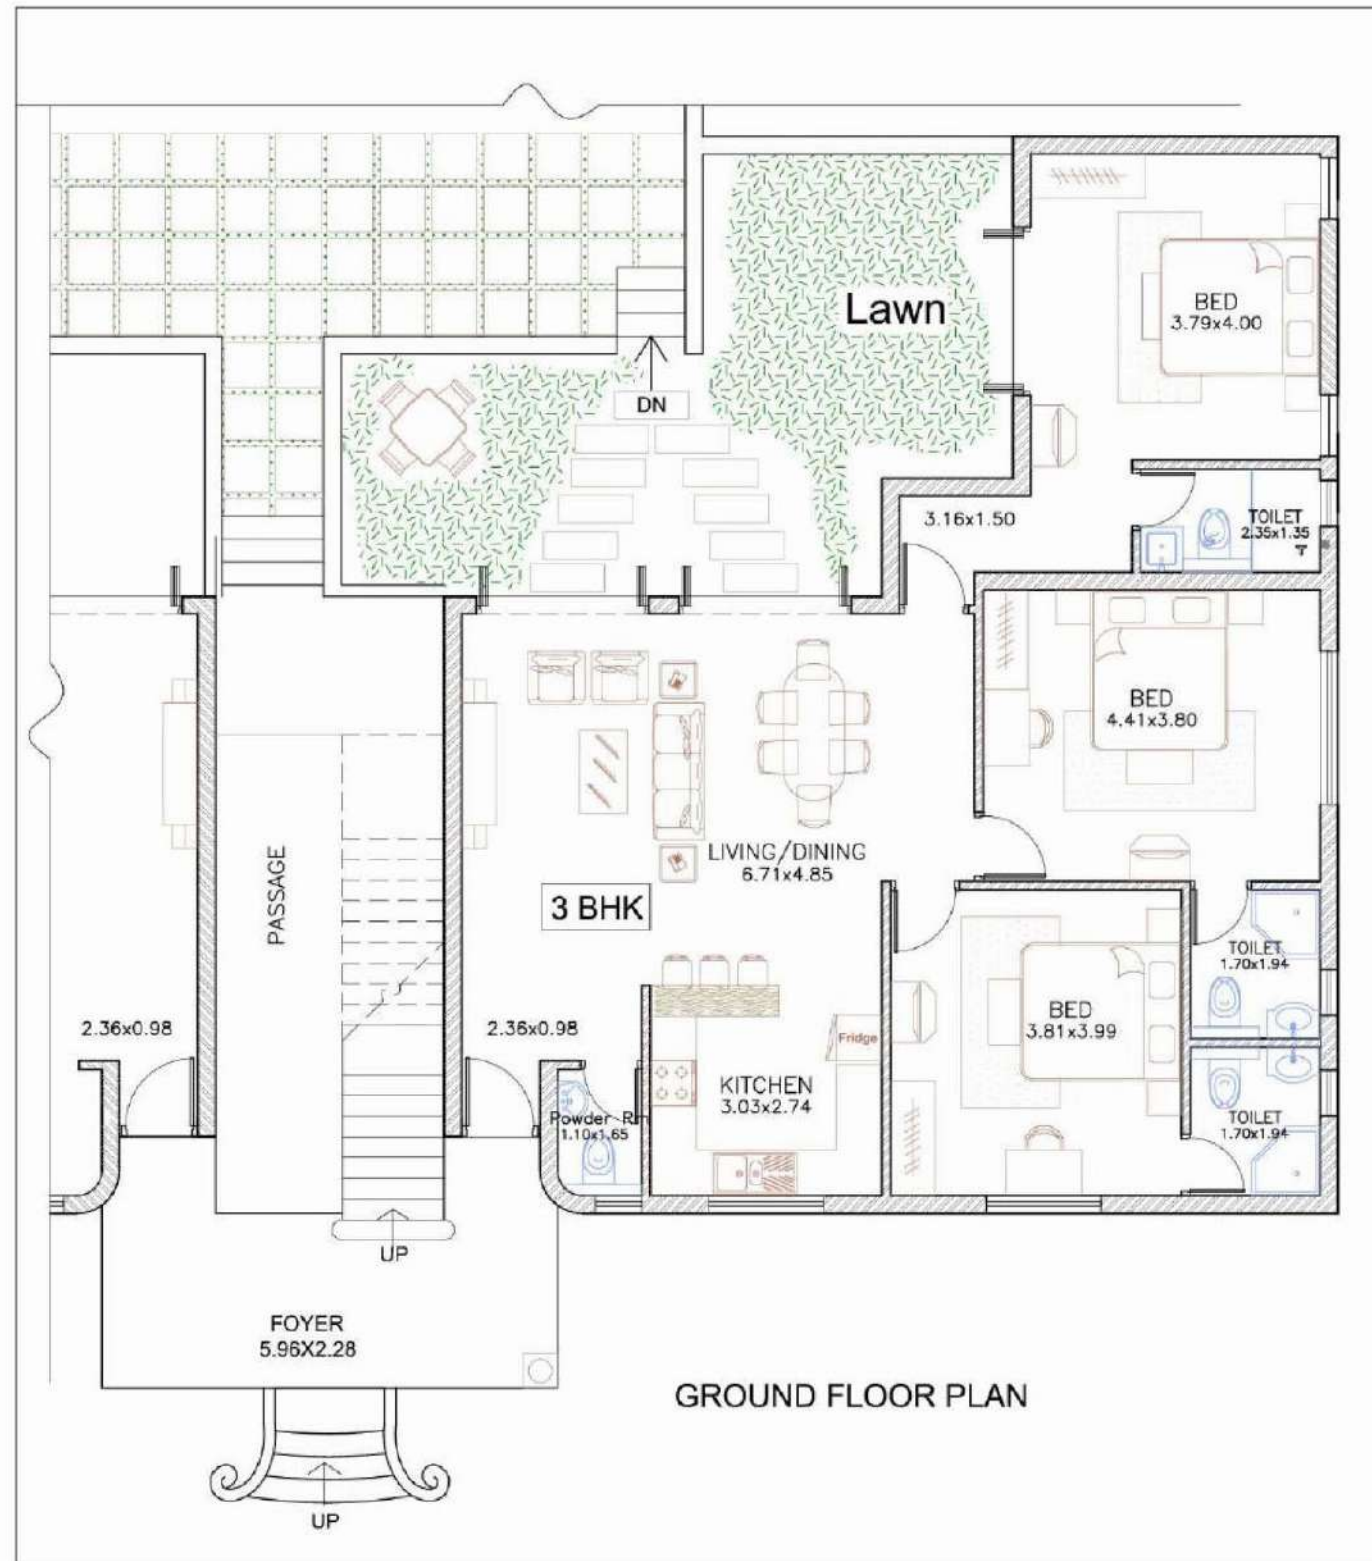 Lawn
BED
3.79x4.00
DN
3.16x1.50
TOILET
2.35x1.35
BED
4.41x3.80
LIVING/DINING
6.71x4.85
PASSAGE
3 BHK
TOILET
1.70x1.94
BED
3.81x3.99
2.36x0.98
2.36x0.98
Fridge
KITCHEN
3.03x2.74
Powder Rm
1.10x1.65
TOILET
1.70x1.94
UP
FOYER
5.96X2.28
GROUND FLOOR PLAN
UP